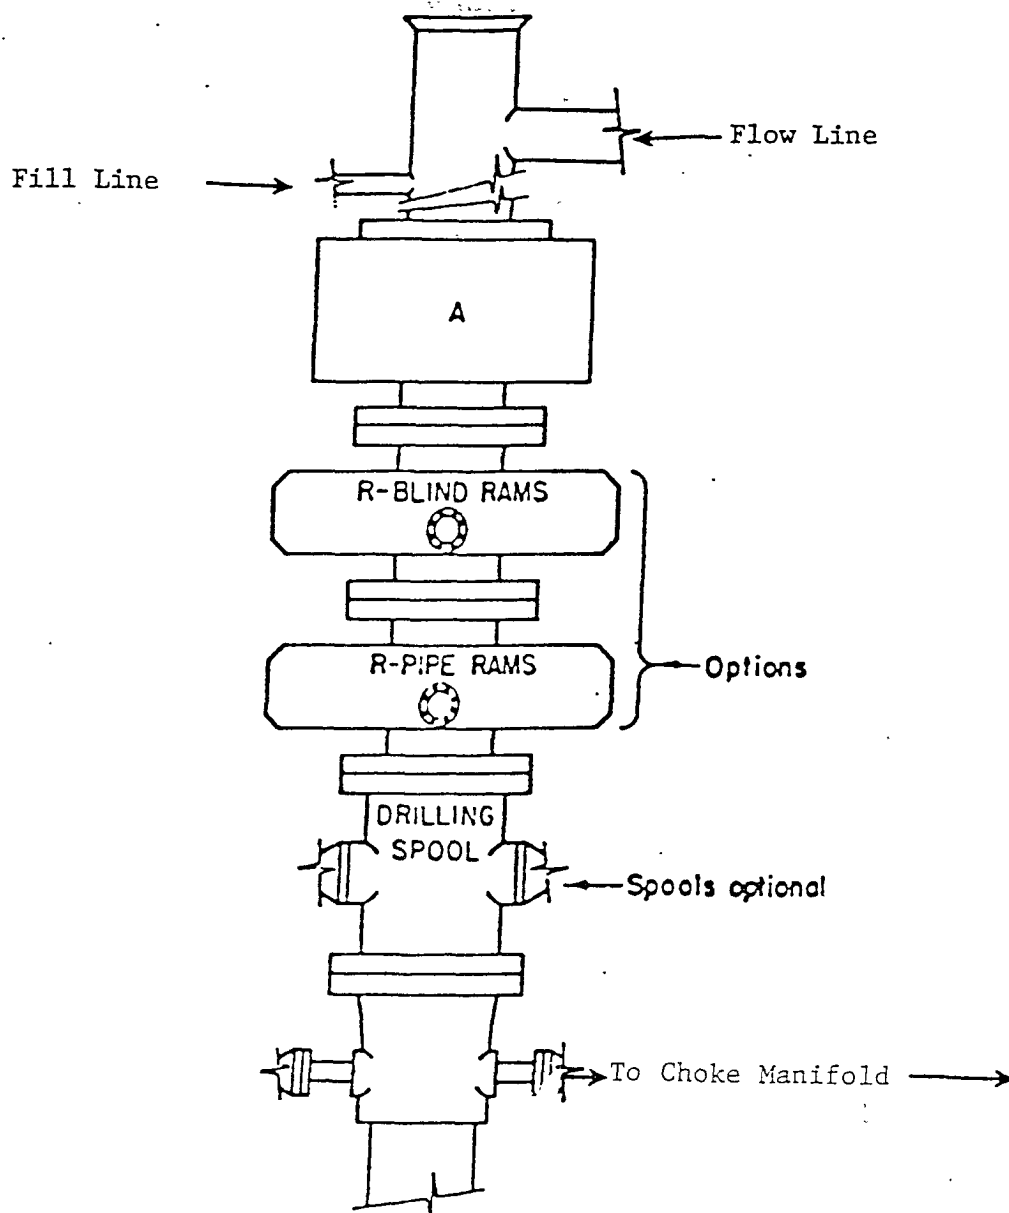 Flow Line
Fill Line
A
R-BLIND RAMS
R-PIPE RAMS
Options
DRILLING
SPOOL
Spools optional
To Choke Manifold